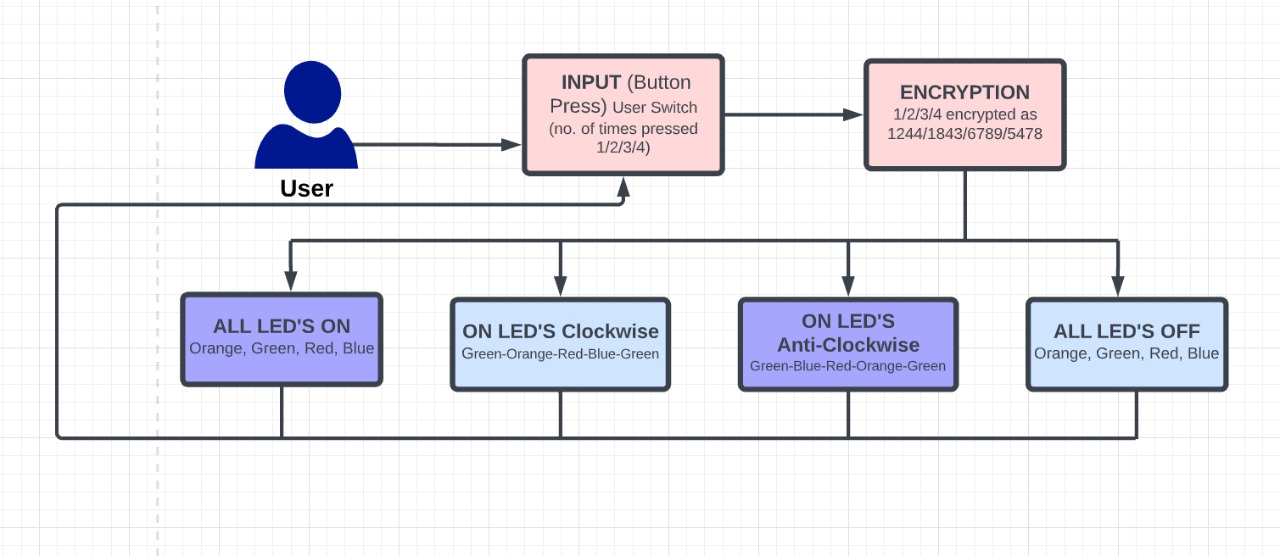 INPUT (Button
Press) User Switch
(no. of times pressed
1/2/3/4)
ENCRYPTION
1/2/3/4 encrypted as
1244/1843/6789/5478
User
ALL LED'S ON
Orange, Green, Red, Blue
ON LED'S Clockwise
Green-Orange-Red-Blue-Green
ON LED'S
Anti-Clockwise
Green-Blue-Red-Orange-Green
ALL LED'S OFF
Orange, Green, Red, Blue